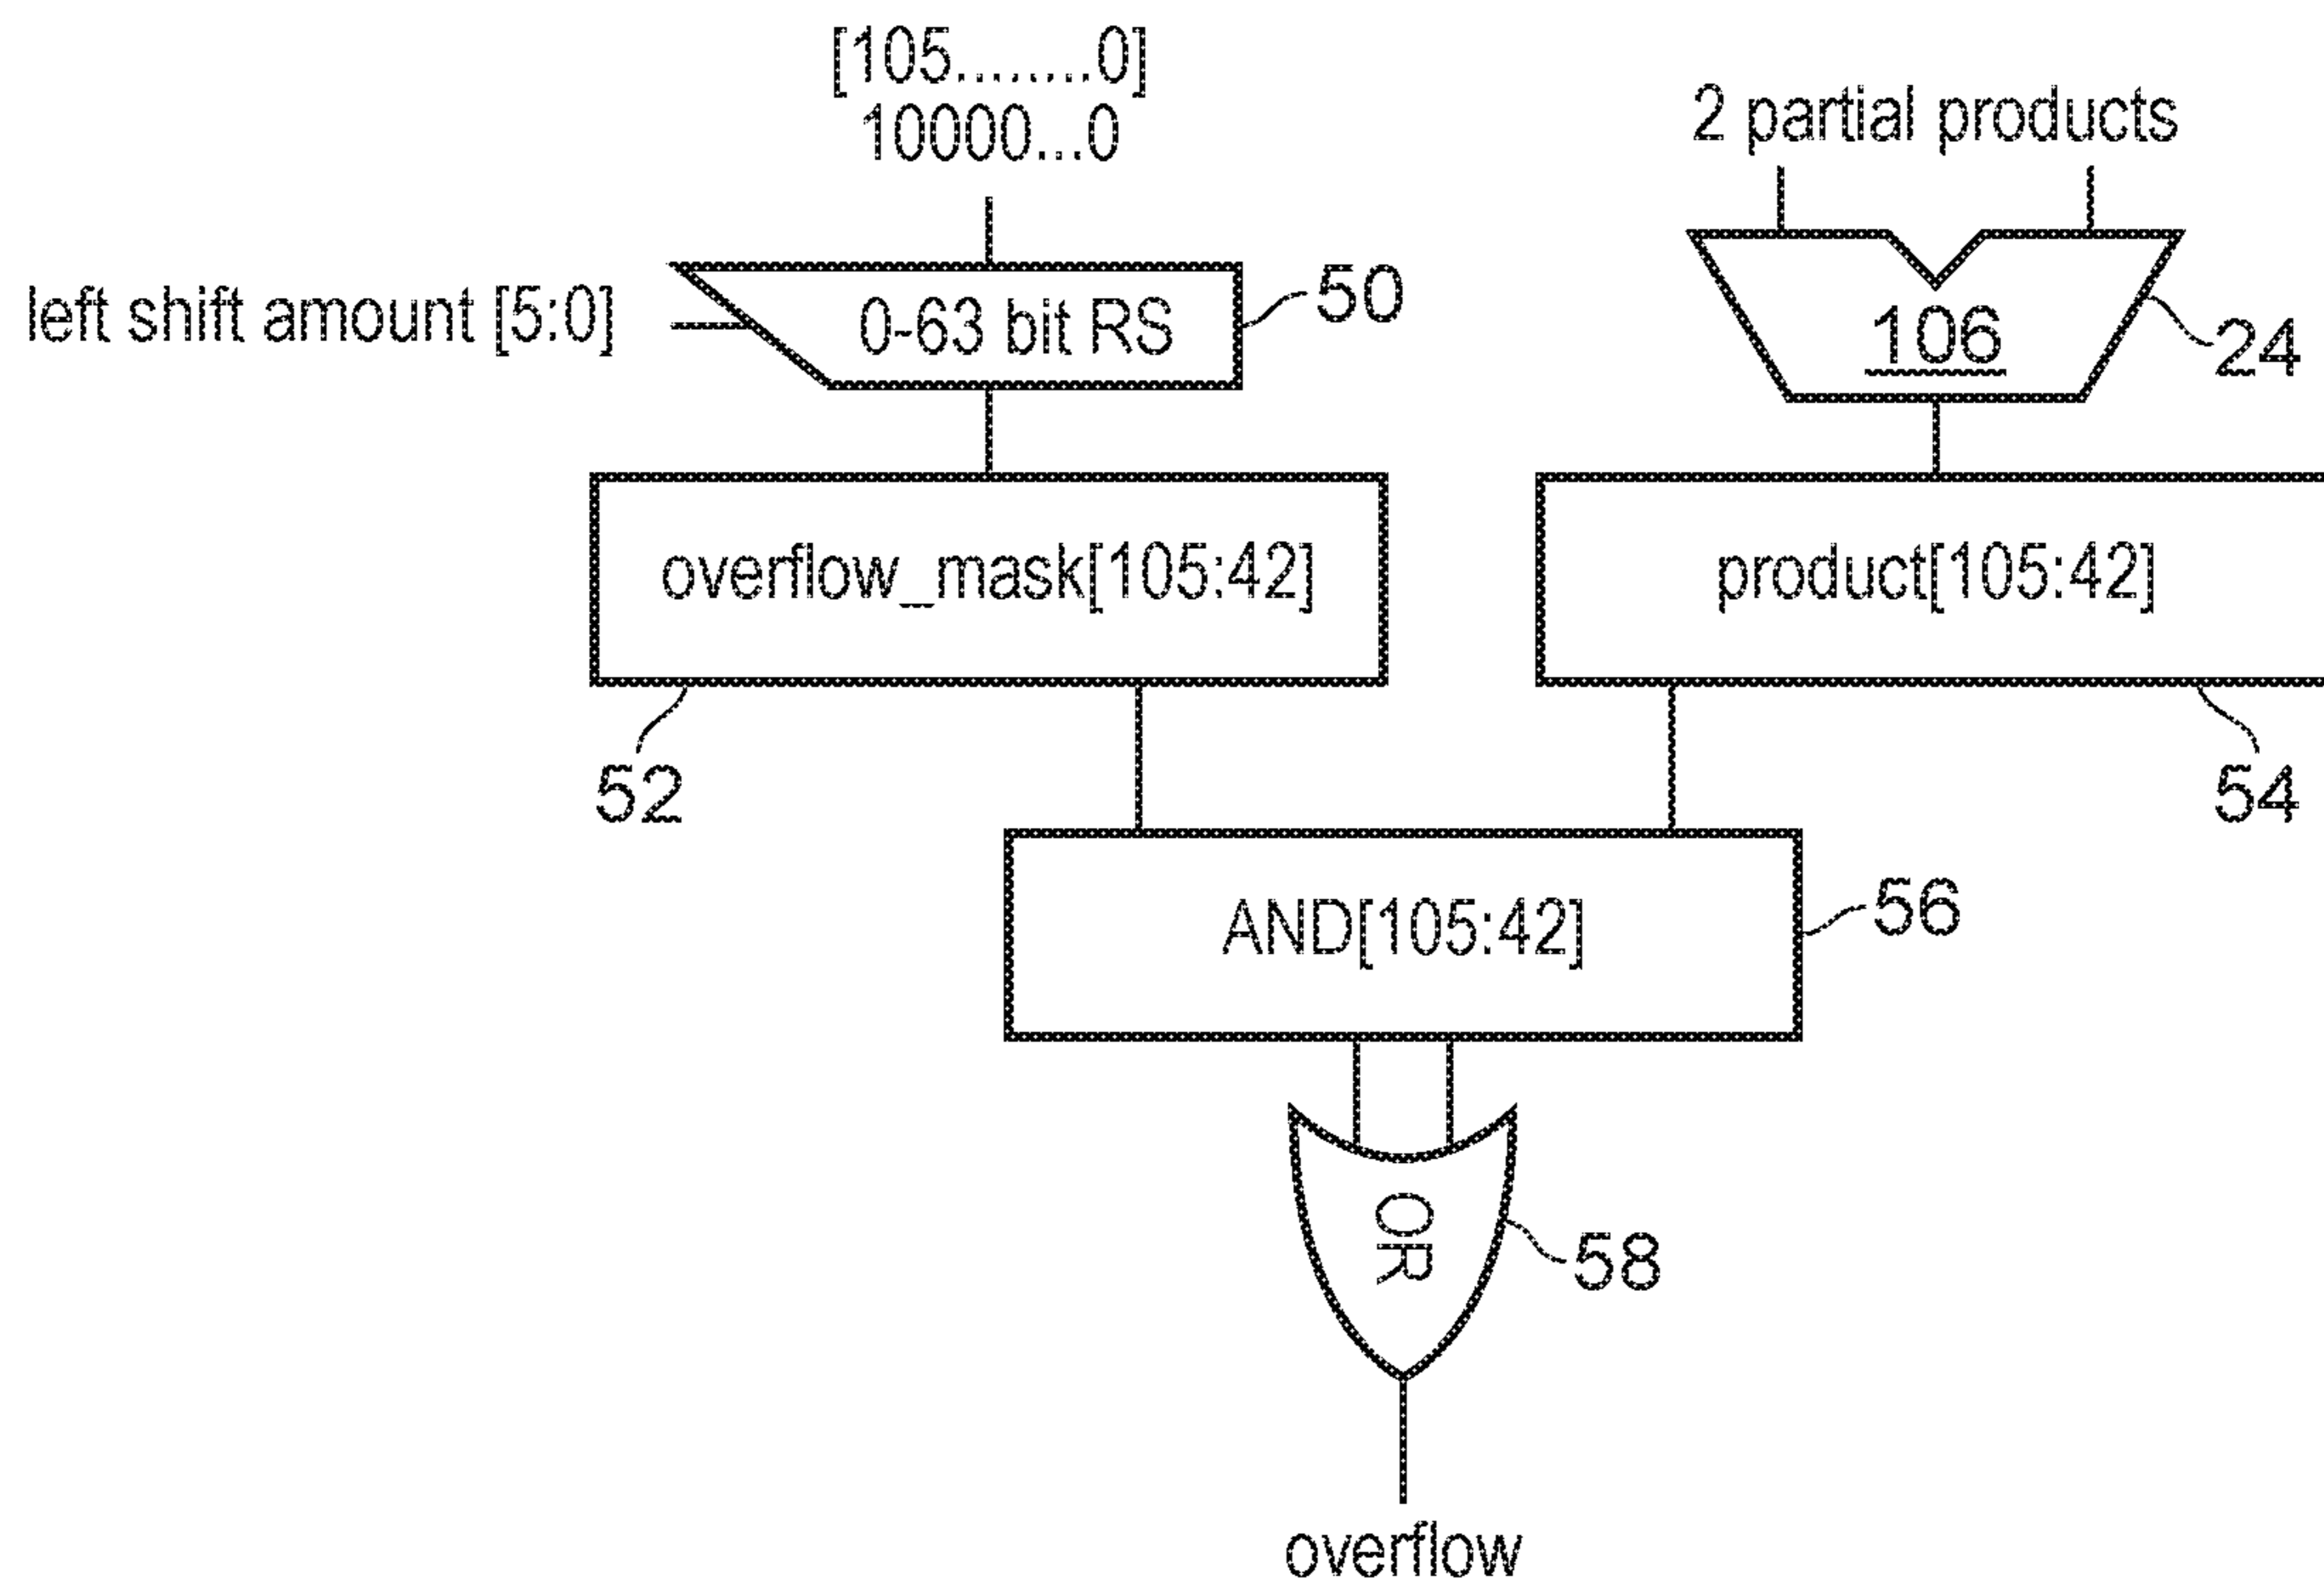 [105........0]
10000...0
2 partial products
left shift amount [5:0]
0-63 bit RS
50
106
24
overflow_mask[105:42]
product[105:42]
52
54
AND[105:42]
56
OR
58
overflow